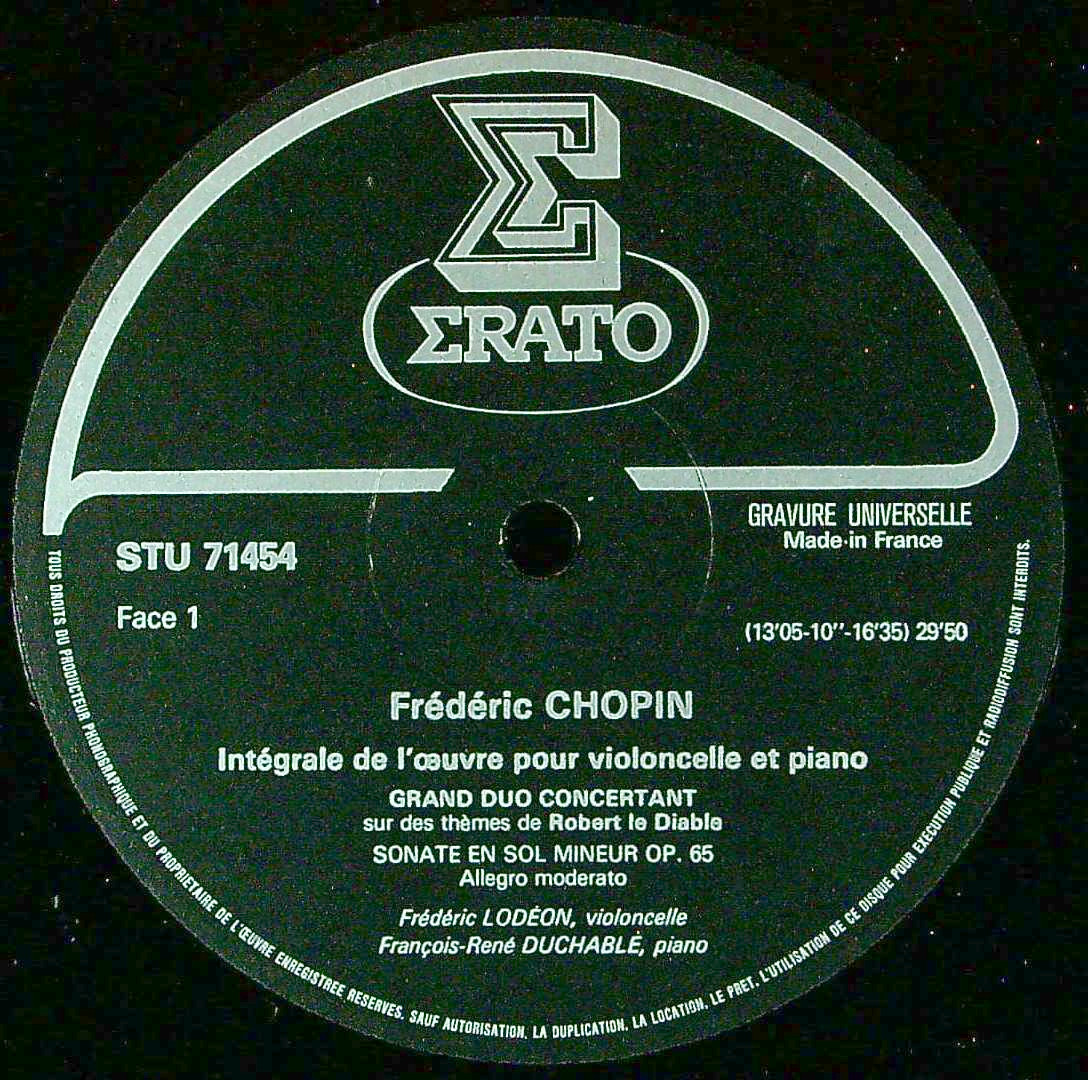 ΣRATO
GRAVURE UNIVERSELLE
Made in France
STU 71454
Face 1
(13'05-10''-16'35) 29'50
Frédéric CHOPIN
Intégrale de l'œuvre pour violoncelle et piano
GRAND DUO CONCERTANT
sur des thèmes de Robert le Diable
SONATE EN SOL MINEUR OP. 65
Allegro moderato
Frédéric LODÉON, violoncelle
François-René DUCHABLE, piano
TOUS DROITS DU PRODUCTEUR PHONOGRAPHIQUE ET DU PROPRIETAIRE DE L'ŒUVRE ENREGISTREE RESERVES. SAUF AUTORISATION, LA DUPLICATION, LA LOCATION, LE PRET, L'UTILISATION DE CE DISQUE POUR EXECUTION PUBLIQUE ET RADIODIFFUSION SONT INTERDITS.